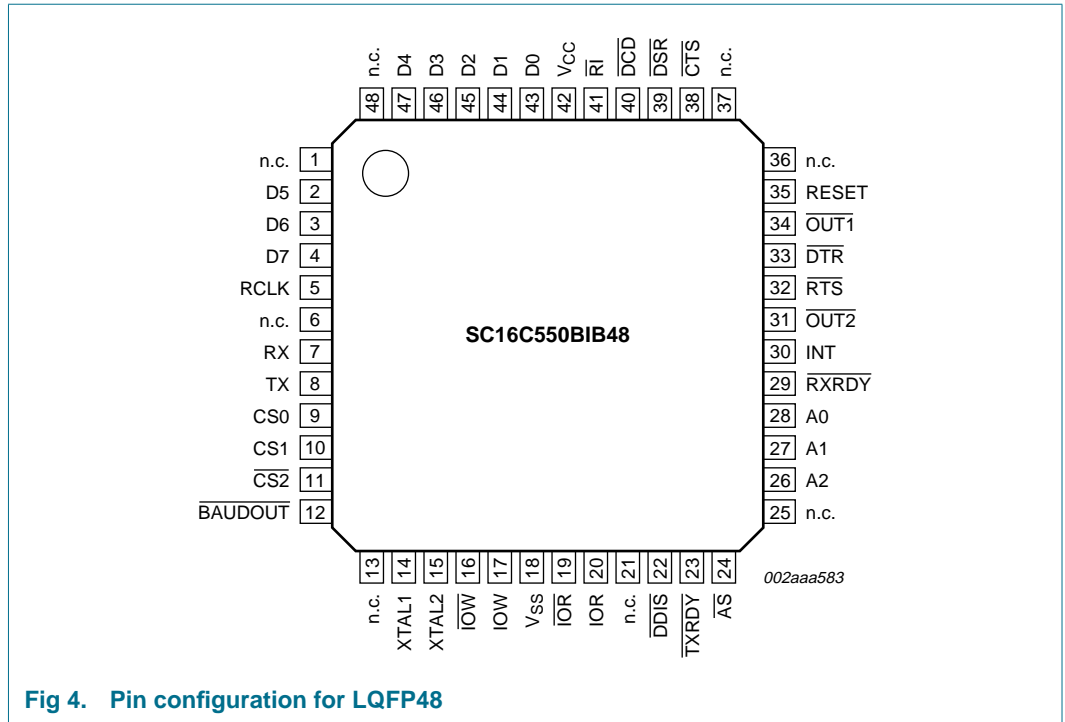 n.c. D4 D3 D2 D1 D0 VCC RI DCD DSR CTS n.c.
48 47 46 45 44 43 42 41 40 39 38 37
n.c. 1
D5 2
D6 3
D7 4
RCLK 5
n.c. 6
RX 7
TX 8
CS0 9
CS1 10
CS2 11
BAUDOUT 12
SC16C550BIB48
36 n.c.
35 RESET
34 OUT1
33 DTR
32 RTS
31 OUT2
30 INT
29 RXRDY
28 A0
27 A1
26 A2
25 n.c.
13 14 15 16 17 18 19 20 21 22 23 24
n.c. XTAL1 XTAL2 IOW IOW VSS IOR IOR n.c. DDIS TXRDY AS
002aaa583
Fig 4. Pin configuration for LQFP48